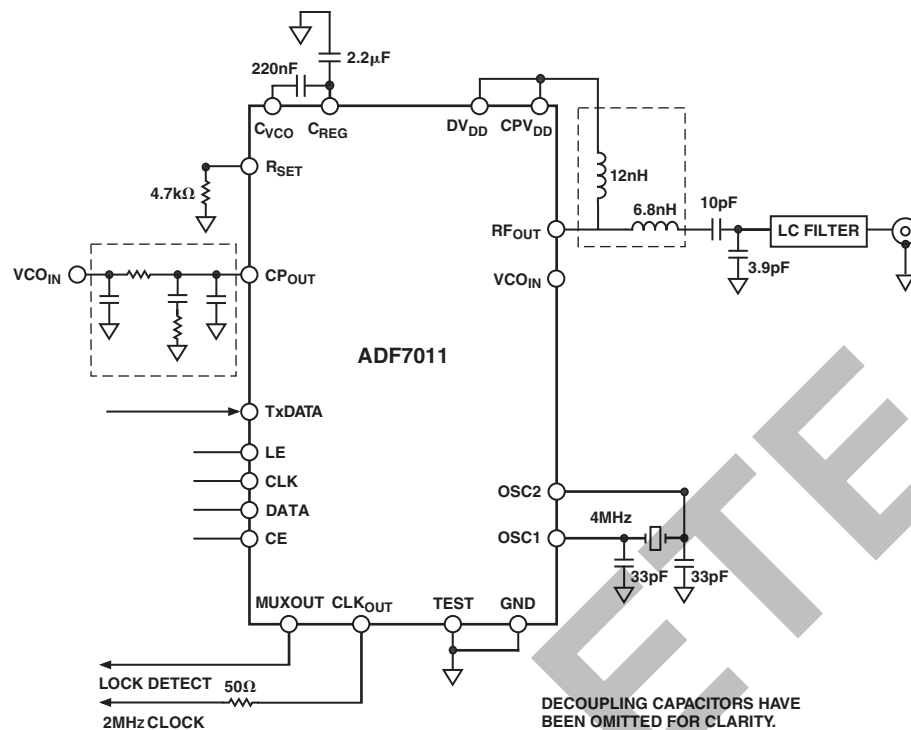 2.2µF
220nF
CVCO
CREG
DVDD
CPVDD
RSET
4.7kΩ
12nH
6.8nH
10pF
RFOUT
LC FILTER
3.9pF
VCOIN
CPOUT
VCOIN
ADF7011
TxDATA
LE
CLK
DATA
CE
OSC2
4MHz
OSC1
33pF
33pF
MUXOUT
CLKOUT
TEST
GND
LOCK DETECT
50Ω
2MHz CLOCK
DECOUPLING CAPACITORS HAVE
BEEN OMITTED FOR CLARITY.
ETE